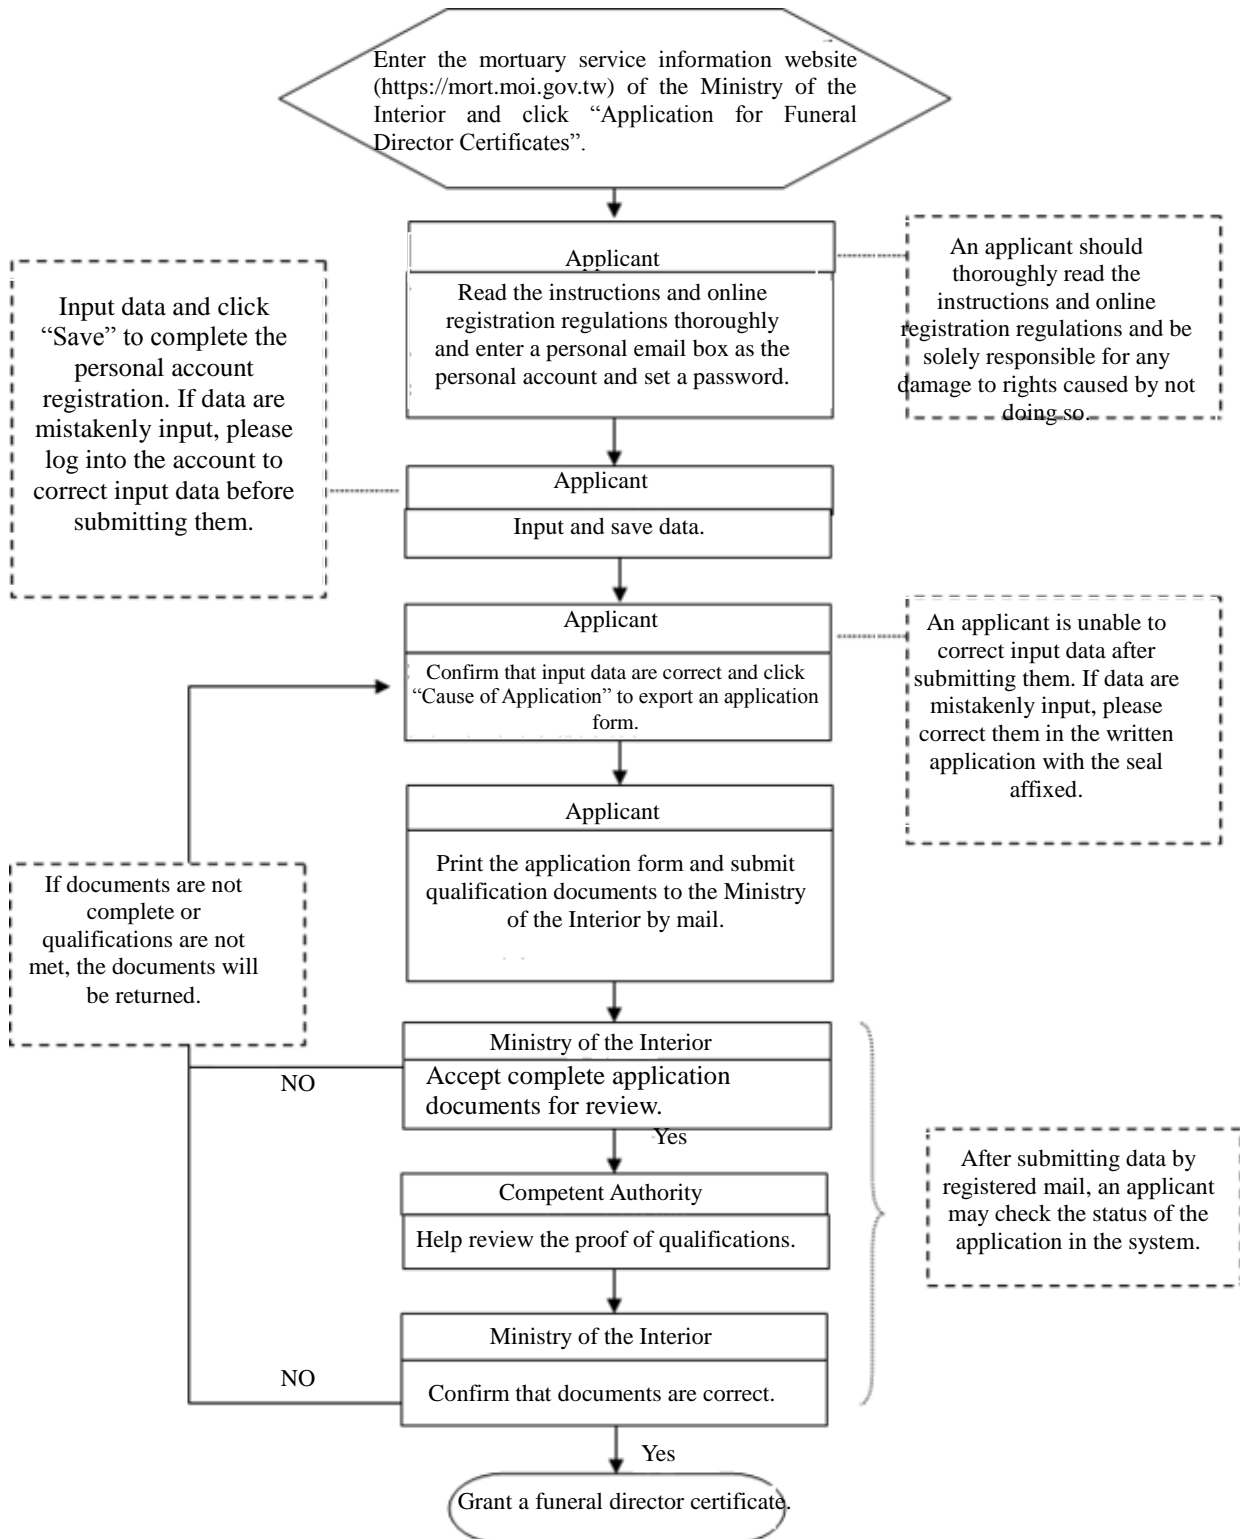 Enter the mortuary service information website
(https://mort.moi.gov.tw) of the Ministry of the
Interior and click “Application for Funeral
Director Certificates”.
Applicant
Read the instructions and online
registration regulations thoroughly
and enter a personal email box as the
personal account and set a password.
An applicant should
thoroughly read the
instructions and online
registration regulations and be
solely responsible for any
damage to rights caused by not
doing so.
Input data and click
“Save” to complete the
personal account
registration. If data are
mistakenly input, please
log into the account to
correct input data before
submitting them.
Applicant
Input and save data.
Applicant
Confirm that input data are correct and click
“Cause of Application” to export an application
form.
An applicant is unable to
correct input data after
submitting them. If data are
mistakenly input, please
correct them in the written
application with the seal
affixed.
Applicant
Print the application form and submit
qualification documents to the Ministry
of the Interior by mail.
If documents are not
complete or
qualifications are not
met, the documents will
be returned.
Ministry of the Interior
Accept complete application
documents for review.
NO
Yes
Competent Authority
Help review the proof of qualifications.
After submitting data by
registered mail, an applicant
may check the status of the
application in the system.
Ministry of the Interior
Confirm that documents are correct.
NO
Yes
Grant a funeral director certificate.